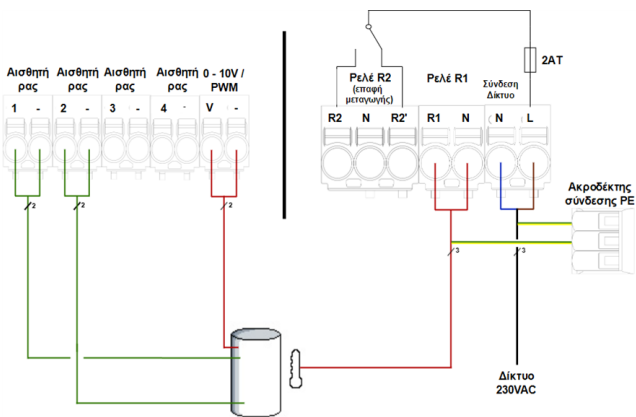 Αισθητή
ρας
1 -
Αισθητή
ρας
2 -
Αισθητή
ρας
3 -
Αισθητή
ρας
4 -
0 - 10V /
PWM
V -
2
2
2
2AT
Ρελέ R2
(επαφή
μεταγωγής)
R2 N R2'
Ρελέ R1
R1 N
Σύνδεση
Δίκτυο
N L
Ακροδέκτης
σύνδεσης PE
3
3
Δίκτυο
230VAC